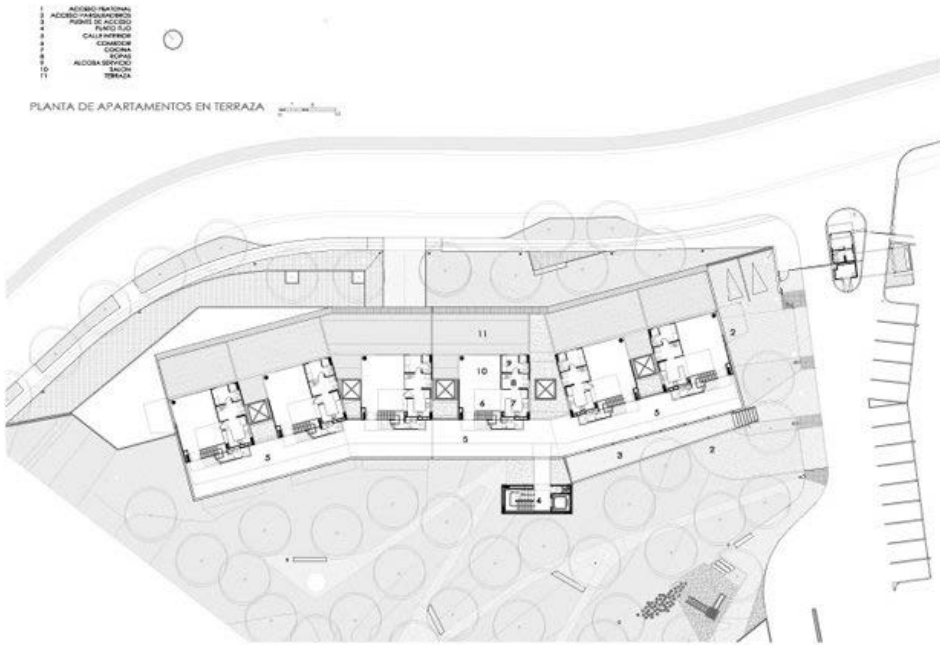 1 ACCESO PEATONAL
2 ACCESO PARQUEADEROS
3 PUENTE DE ACCESO
4 PUNTO FIJO
5 CALLE INTERIOR
6 COMEDOR
7 COCINA
8 ROPAS
9 ALCOBA SERVICIO
10 SALON
11 TERRAZA
PLANTA DE APARTAMENTOS EN TERRAZA
11
2
9
10
8
7
6
5
5
5
3
2
4